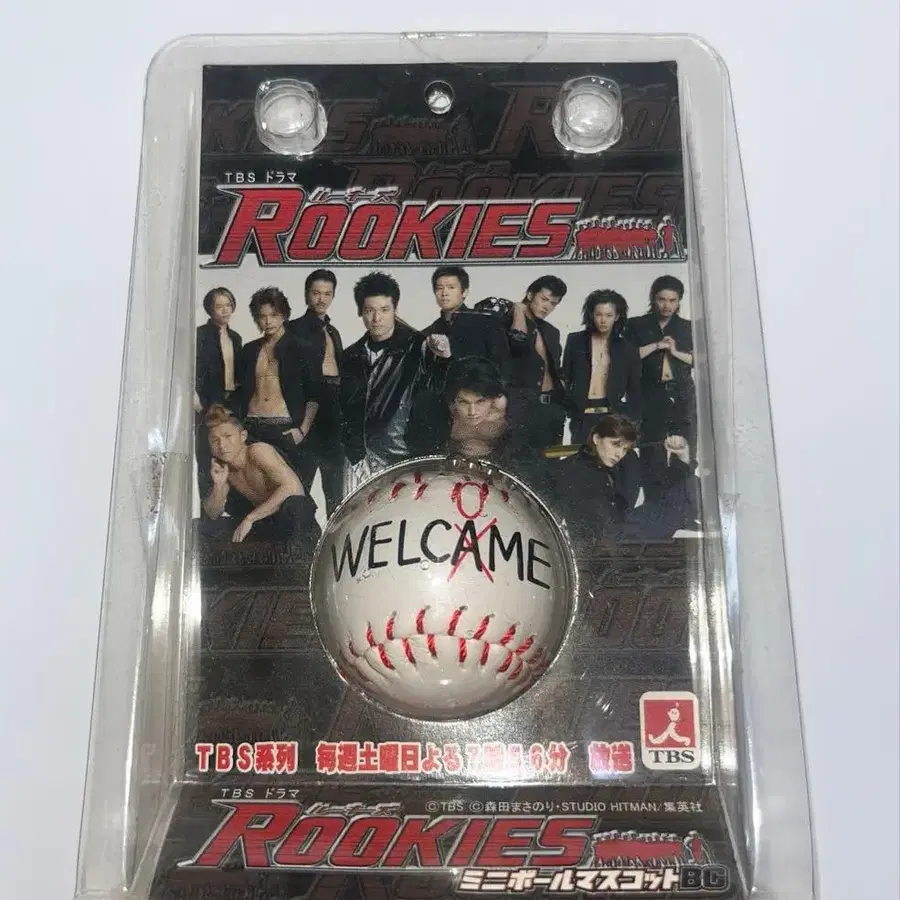 TBS ドラマ
ルーキーズ
ROOKIES
O
WELCAME
TBS系列 毎週土曜日よる7時56分 放送
TBS
TBS ドラマ
©TBS ©森田まさのり・STUDIO HITMAN/集英社
ルーキーズ
ROOKIES
ミニボールマスコットBC